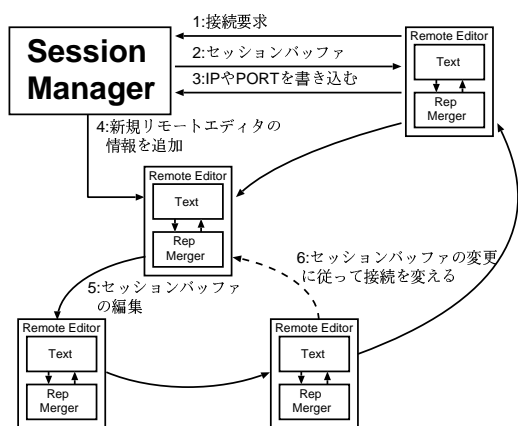 1:接続要求
Session
Manager
2:セッションバッファ
3:IPやPORTを書き込む
Remote Editor
Text
Rep
Merger
4:新規リモートエディタの
情報を追加
Remote Editor
Text
Rep
Merger
6:セッションバッファの変更
に従って接続を変える
5:セッションバッファ
の編集
Remote Editor
Text
Rep
Merger
Remote Editor
Text
Rep
Merger